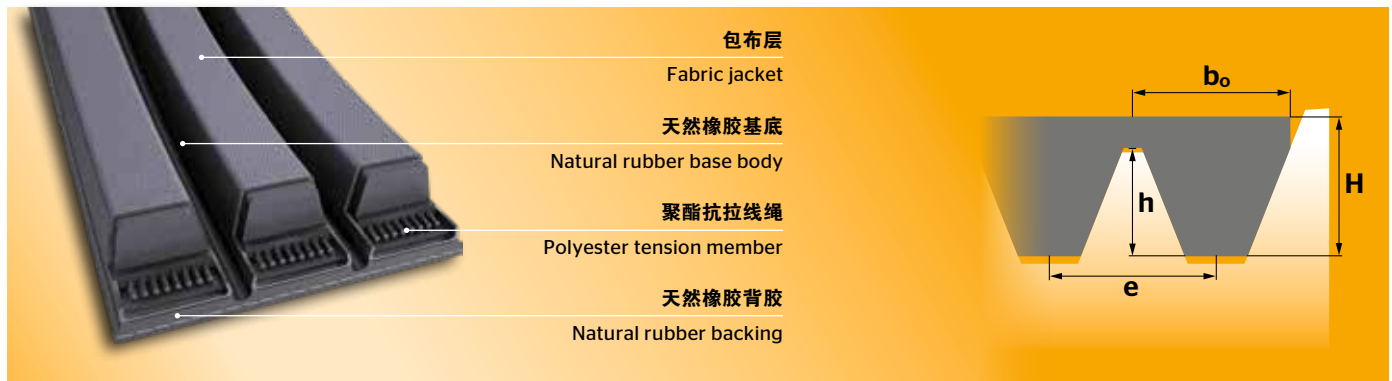 包布层
Fabric jacket
天然橡胶基底
Natural rubber base body
聚酯抗拉线绳
Polyester tension member
天然橡胶背胶
Natural rubber backing
bo
H
h
e